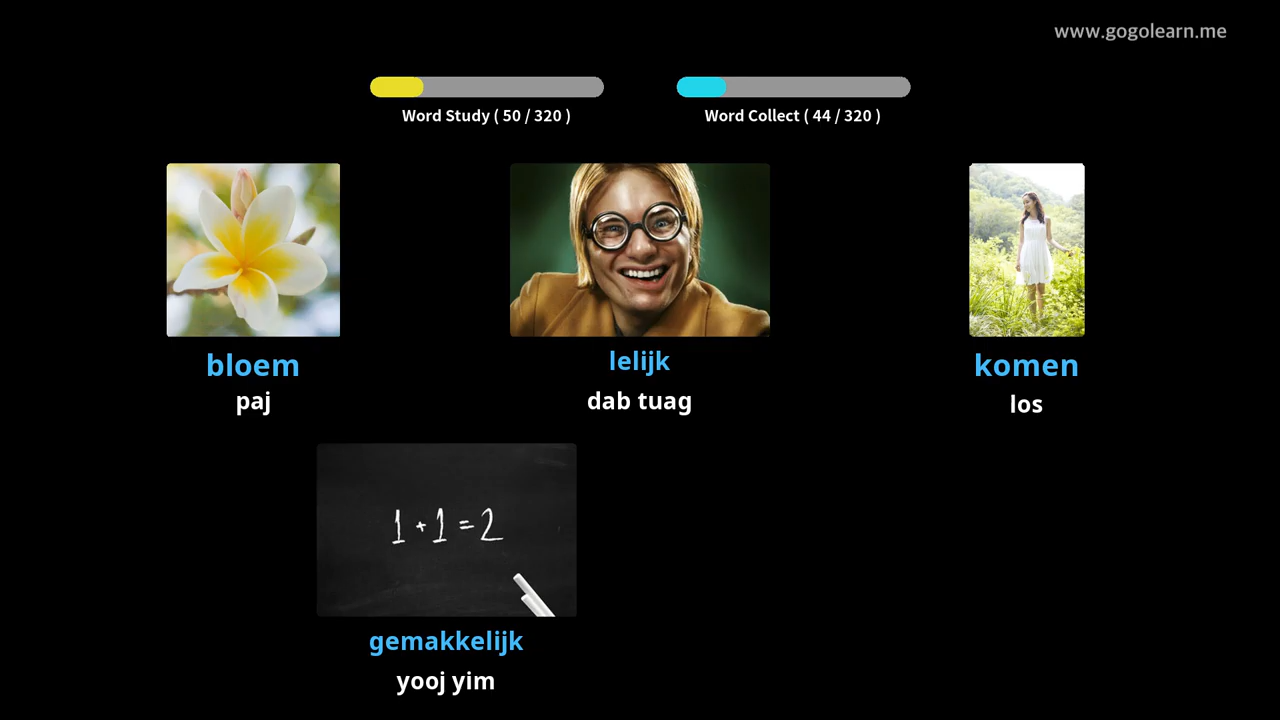 www.gogolearn.me
Word Study ( 50 / 320 )
Word Collect ( 44 / 320 )
bloem
paj
lelijk
dab tuag
komen
los
1 + 1 = 2
gemakkelijk
yooj yim